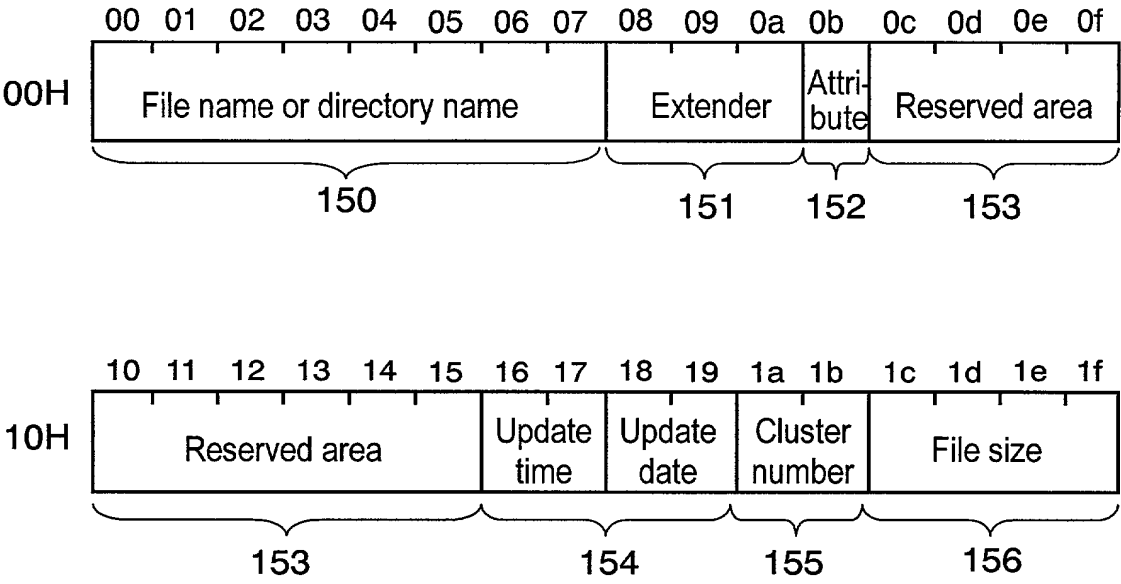 00 01 02 03 04 05 06 07 08 09 0a 0b 0c 0d 0e 0f
00H File name or directory name Extender Attri- Reserved area
bute
150 151 152 153
10 11 12 13 14 15 16 17 18 19 1a 1b 1c 1d 1e 1f
10H Reserved area Update Update Cluster File size
time date number
153 154 155 156